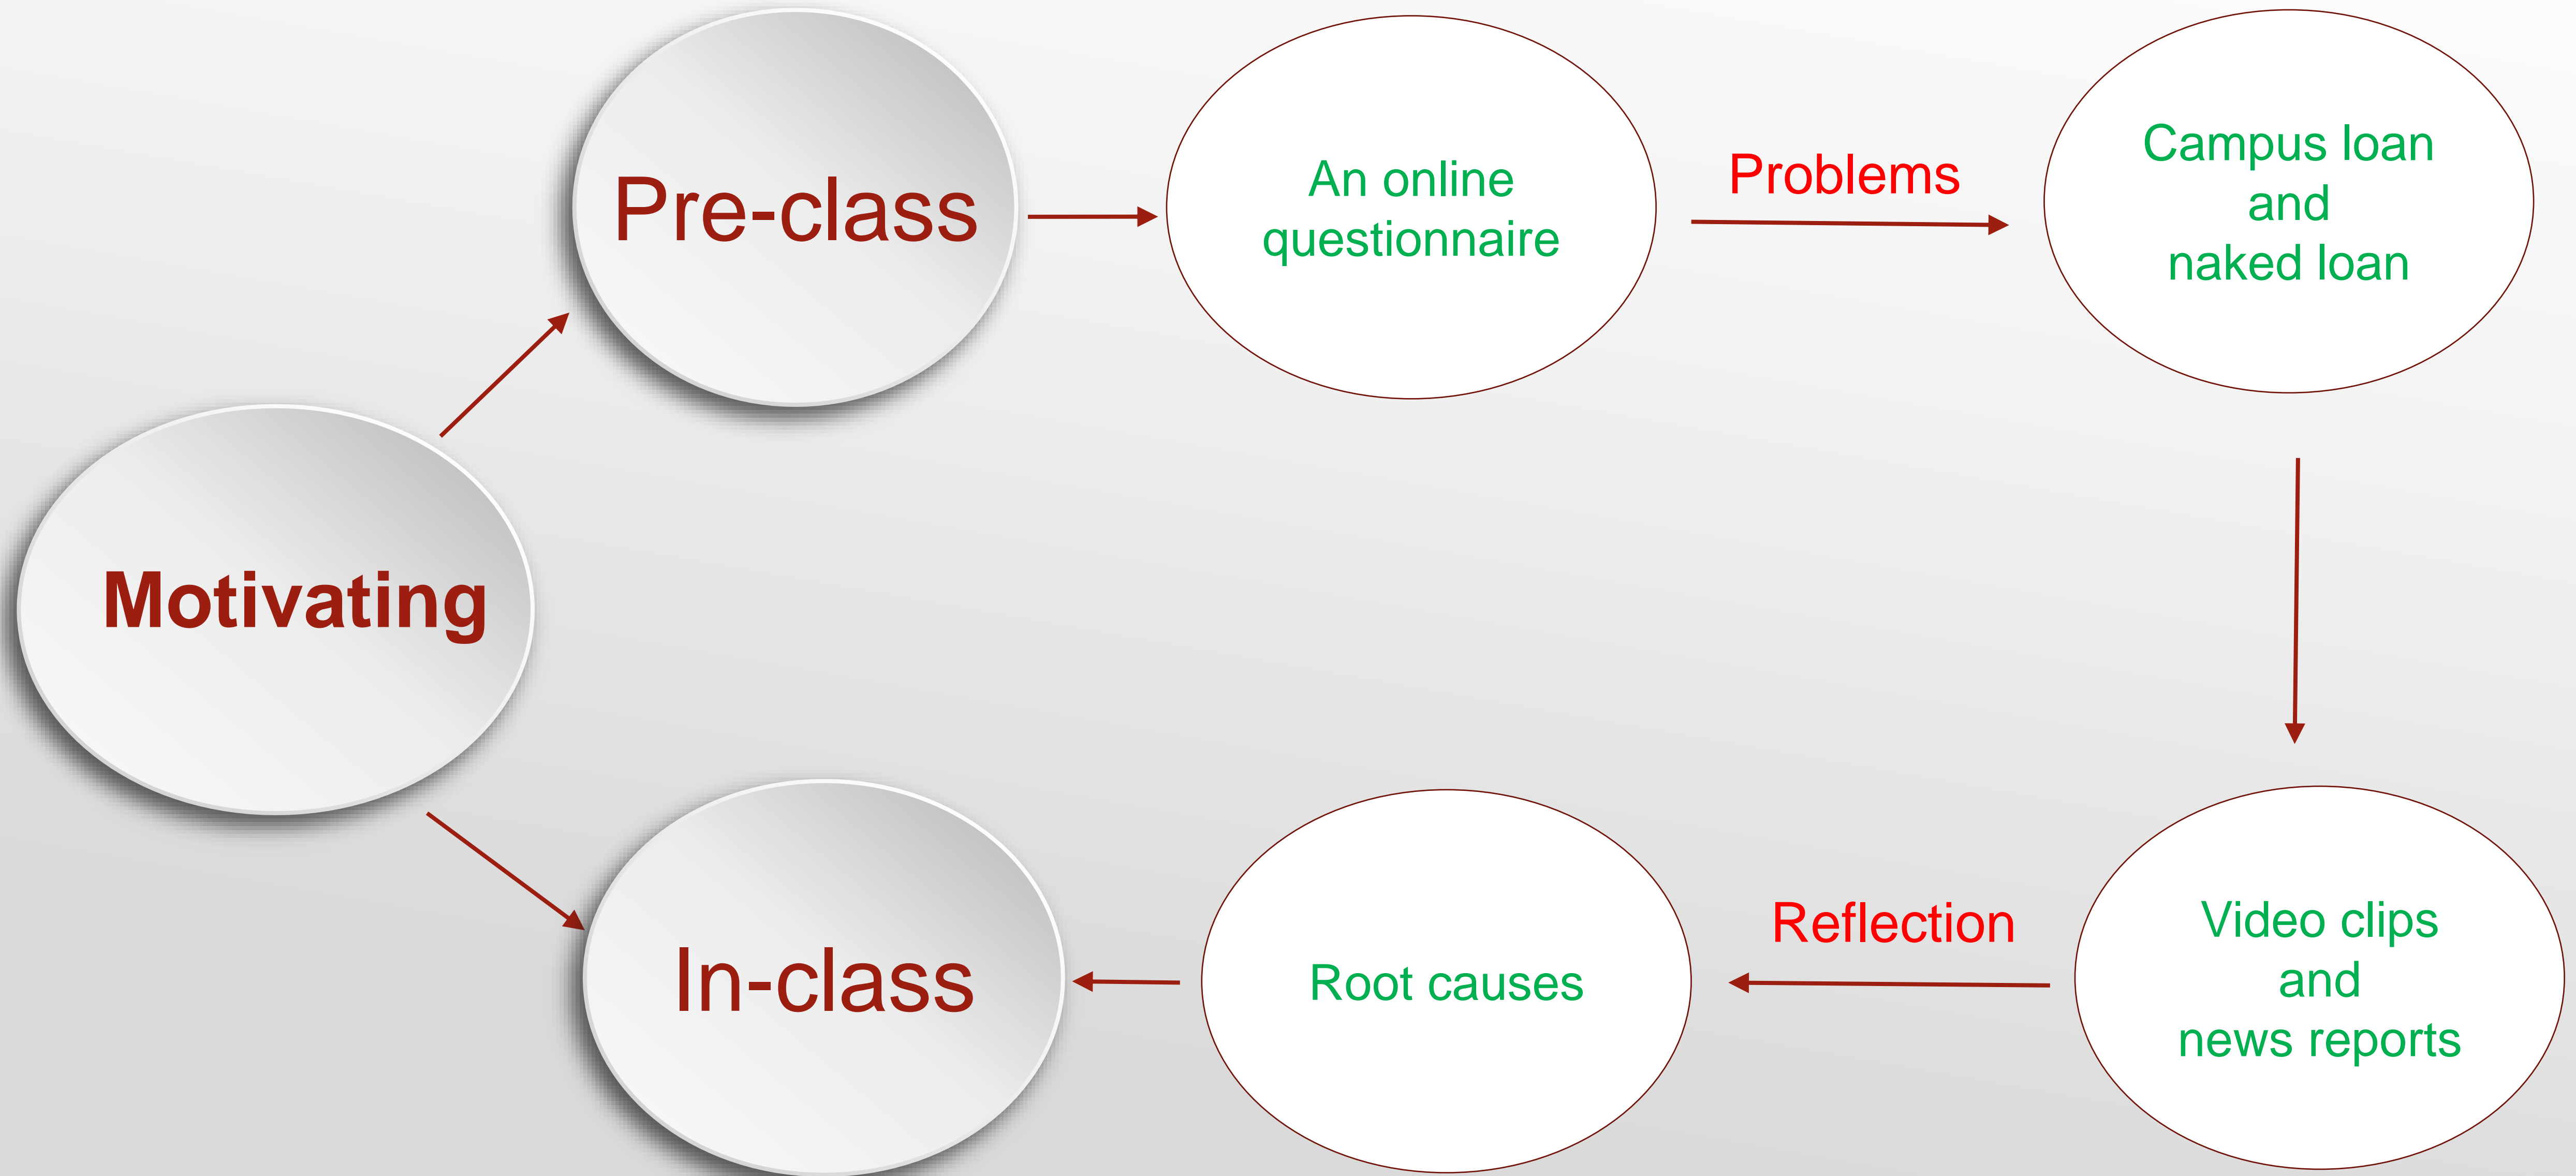 Pre-class
An online
questionnaire
Problems
Campus loan
and
naked loan
Motivating
In-class
Root causes
Reflection
Video clips
and
news reports